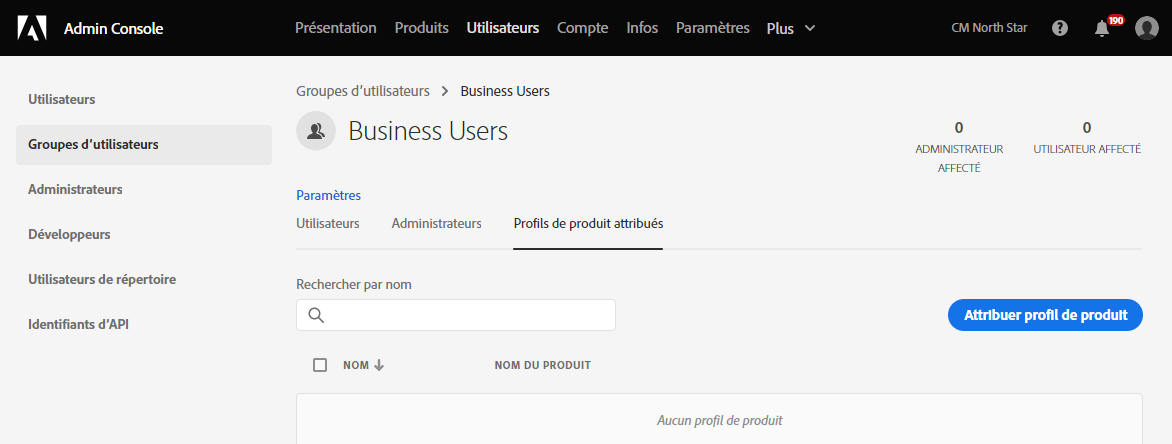 Admin Console
Présentation Produits Utilisateurs Compte Infos Paramètres Plus
CM North Star
190
Utilisateurs
Groupes d’utilisateurs
Administrateurs
Développeurs
Utilisateurs de répertoire
Identifiants d’API
Groupes d’utilisateurs > Business Users
Business Users
0
ADMINISTRATEUR
AFFECTÉ
0
UTILISATEUR AFFECTÉ
Paramètres
Utilisateurs Administrateurs Profils de produit attribués
Rechercher par nom
Attribuer profil de produit
NOM NOM DU PRODUIT
Aucun profil de produit